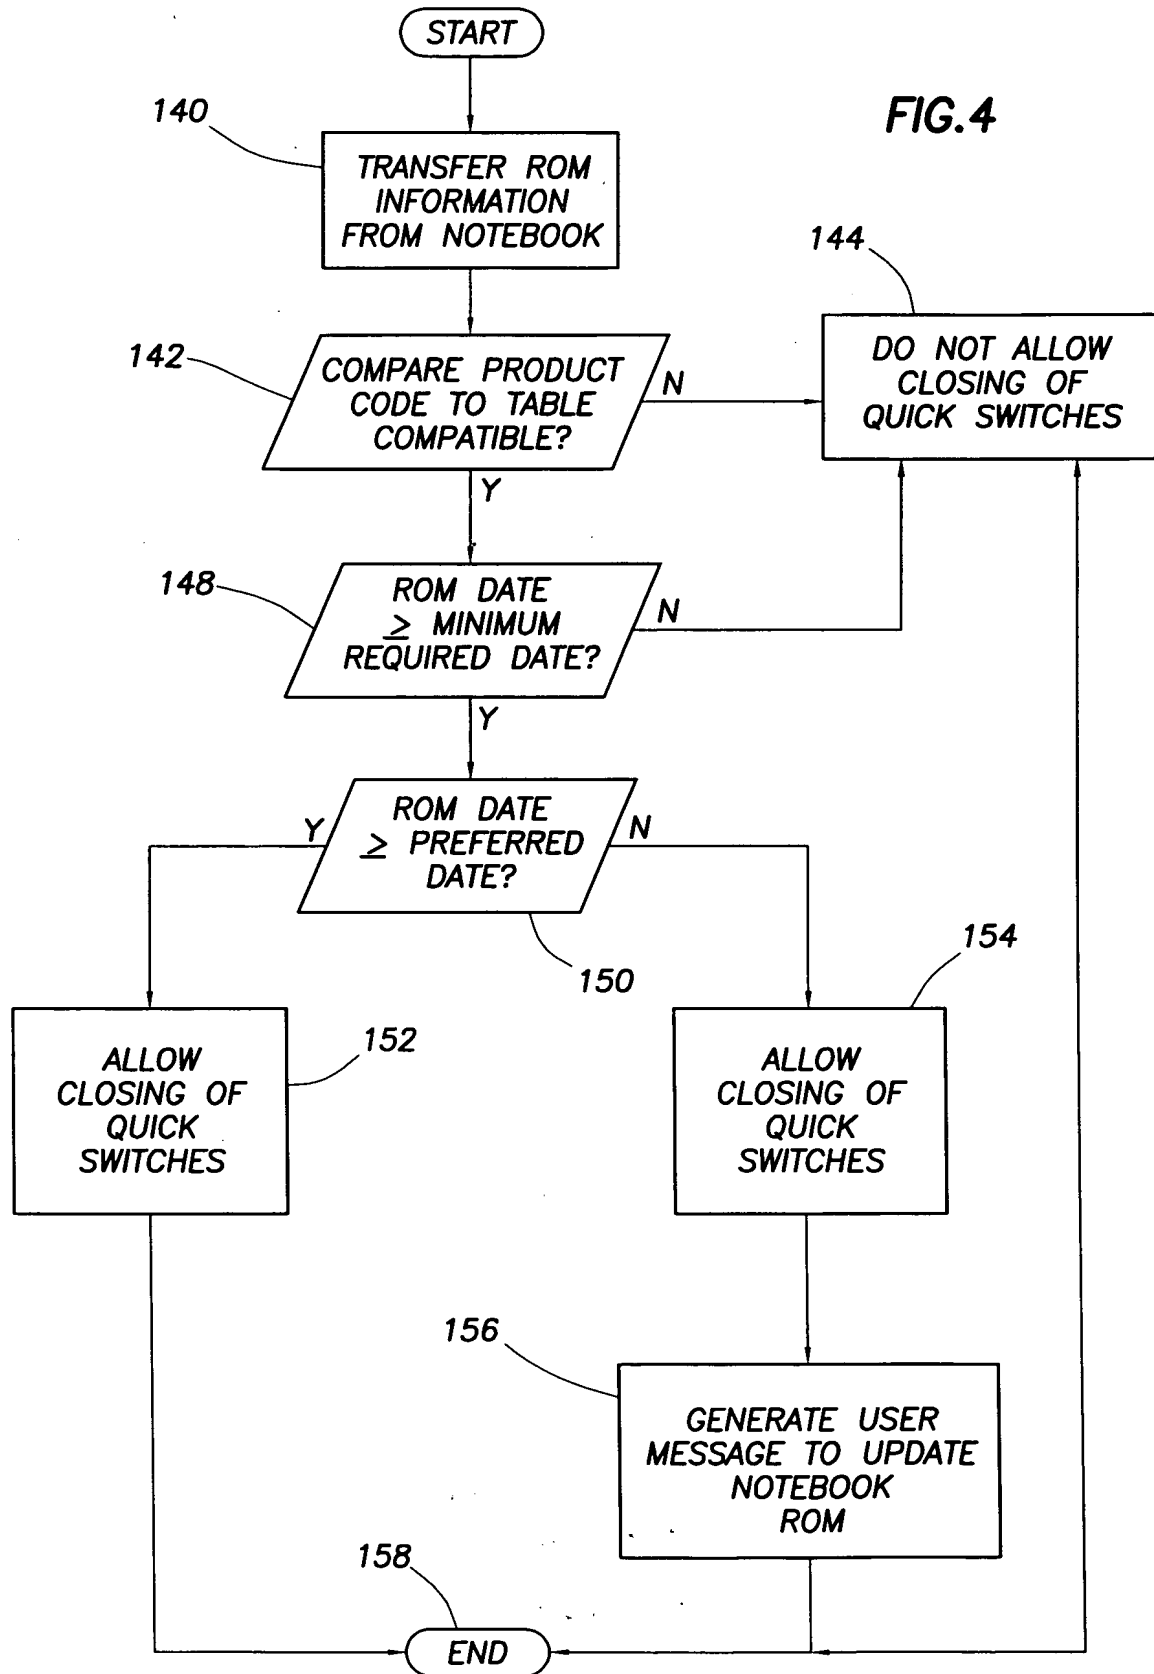 START
FIG.4
140
TRANSFER ROM
INFORMATION
FROM NOTEBOOK
144
DO NOT ALLOW
CLOSING OF
QUICK SWITCHES
142
COMPARE PRODUCT
CODE TO TABLE
COMPATIBLE?
N
Y
148
ROM DATE
≥ MINIMUM
REQUIRED DATE?
N
Y
ROM DATE
≥ PREFERRED
DATE?
Y
N
150
152
ALLOW
CLOSING OF
QUICK
SWITCHES
154
ALLOW
CLOSING OF
QUICK
SWITCHES
156
GENERATE USER
MESSAGE TO UPDATE
NOTEBOOK
ROM
158
END